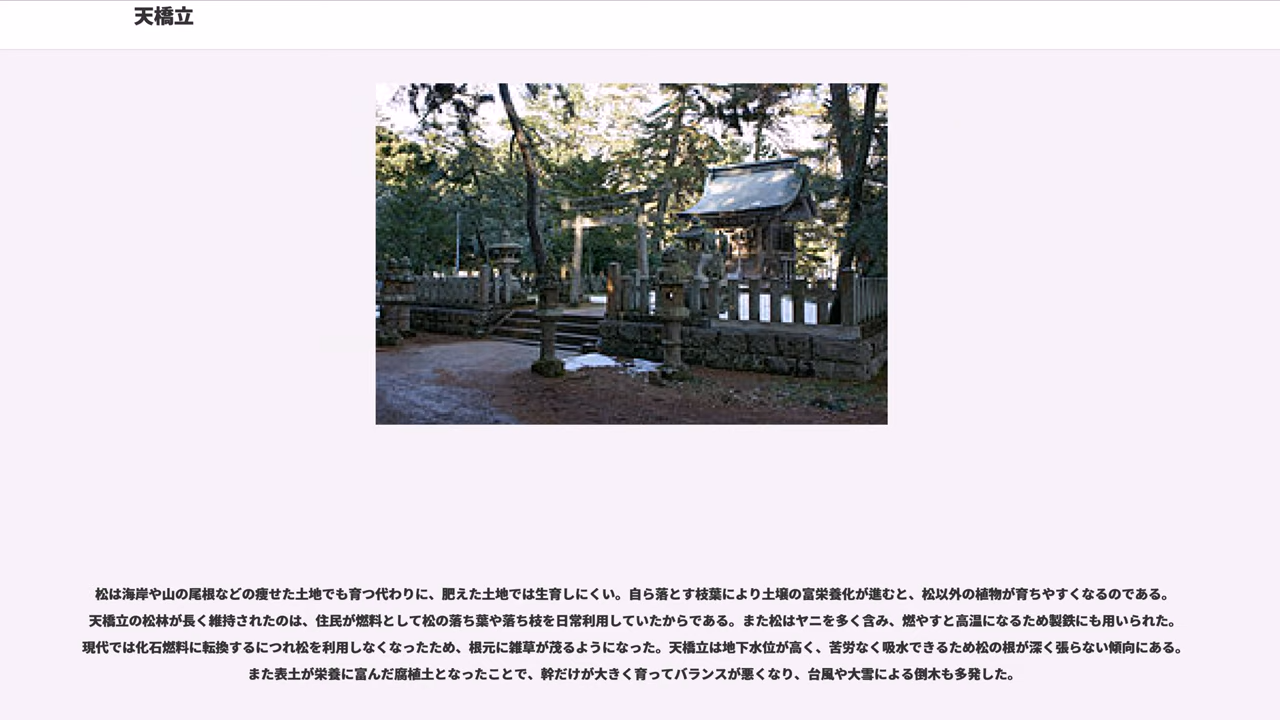 天橋立
松は海岸や山の尾根などの痩せた土地でも育つ代わりに、肥えた土地では生育しにくい。自ら落とす枝葉により土壌の富栄養化が進むと、松以外の植物が育ちやすくなるのである。
天橋立の松林が長く維持されたのは、住民が燃料として松の落ち葉や落ち枝を日常利用していたからである。また松はヤニを多く含み、燃やすと高温になるため製鉄にも用いられた。
現代では化石燃料に転換するにつれ松を利用しなくなったため、根元に雑草が茂るようになった。天橋立は地下水位が高く、苦労なく吸水できるため松の根が深く張らない傾向にある。
また表土が栄養に富んだ腐植土となったことで、幹だけが大きく育ってバランスが悪くなり、台風や大雪による倒木も多発した。